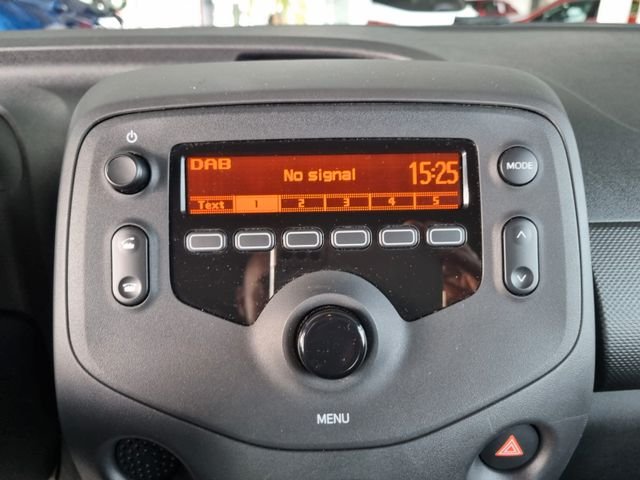 DAB
No signal
15:25
Text 1 2 3 4 5
MODE
MENU